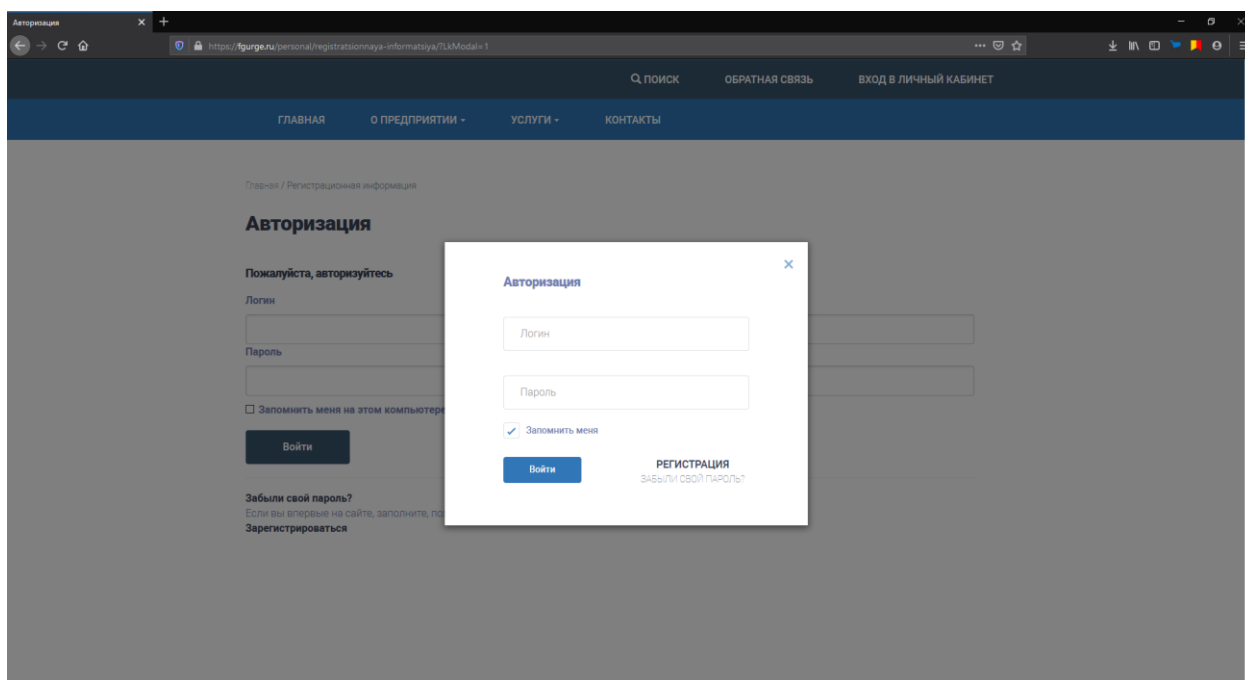 Авторизация
https://fgurge.ru/personal/registratsionnaya-informatsiya/?LkModal=1
ПОИСК ОБРАТНАЯ СВЯЗЬ ВХОД В ЛИЧНЫЙ КАБИНЕТ
ГЛАВНАЯ О ПРЕДПРИЯТИИ УСЛУГИ КОНТАКТЫ
Главная / Регистрационная информация
Авторизация
Пожалуйста, авторизуйтесь
Логин
Пароль
Запомнить меня на этом компьютере
Войти
Забыли свой пароль?
Если вы впервые на сайте, заполните,
Зарегистрироваться
Авторизация
Логин
Пароль
Запомнить меня
Войти
РЕГИСТРАЦИЯ
ЗАБЫЛИ СВОЙ ПАРОЛЬ?